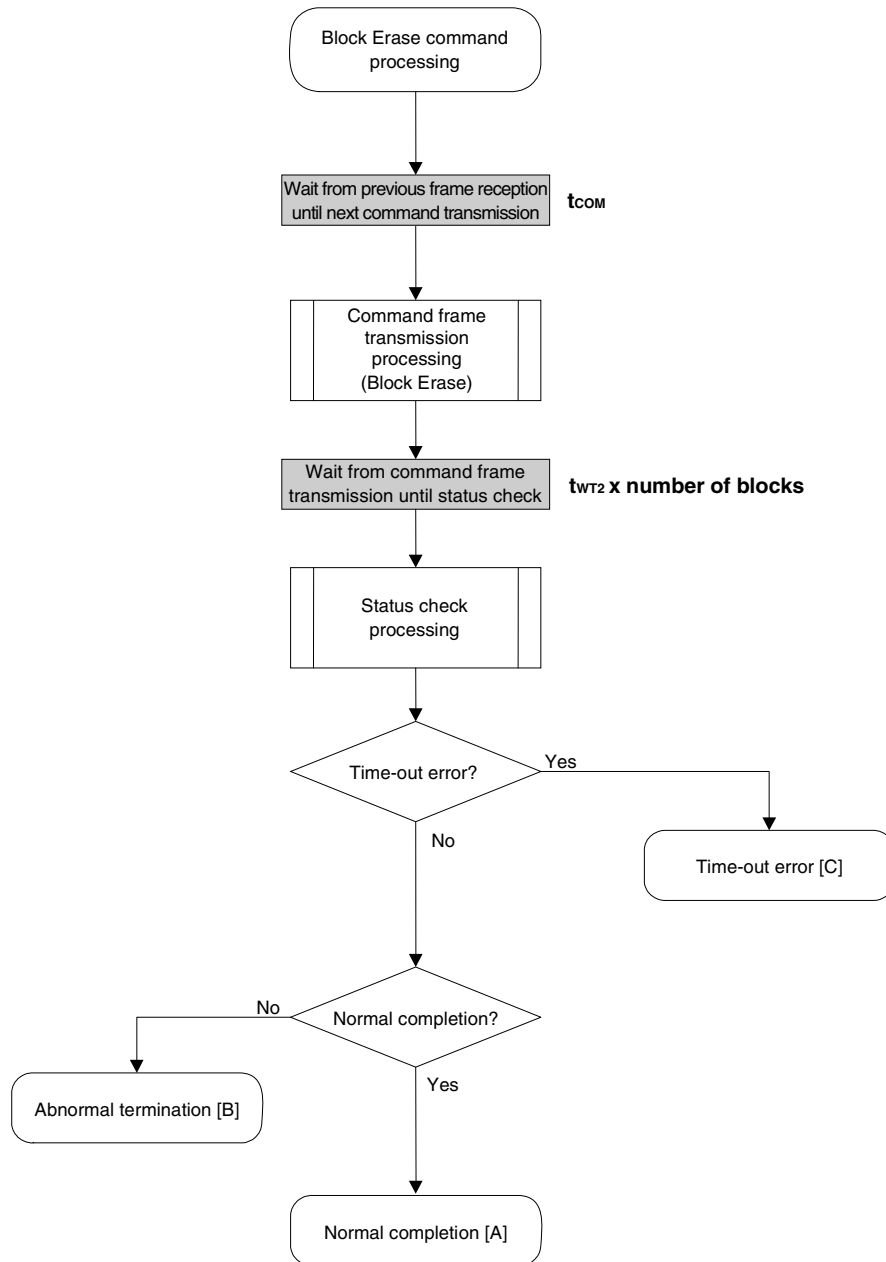 Block Erase command
processing
Wait from previous frame reception
until next command transmission
tCOM
Command frame
transmission
processing
(Block Erase)
Wait from command frame
transmission until status check
tWT2 x number of blocks
Status check
processing
Time-out error?
Yes
No
Time-out error [C]
No
Normal completion?
Yes
Abnormal termination [B]
Normal completion [A]